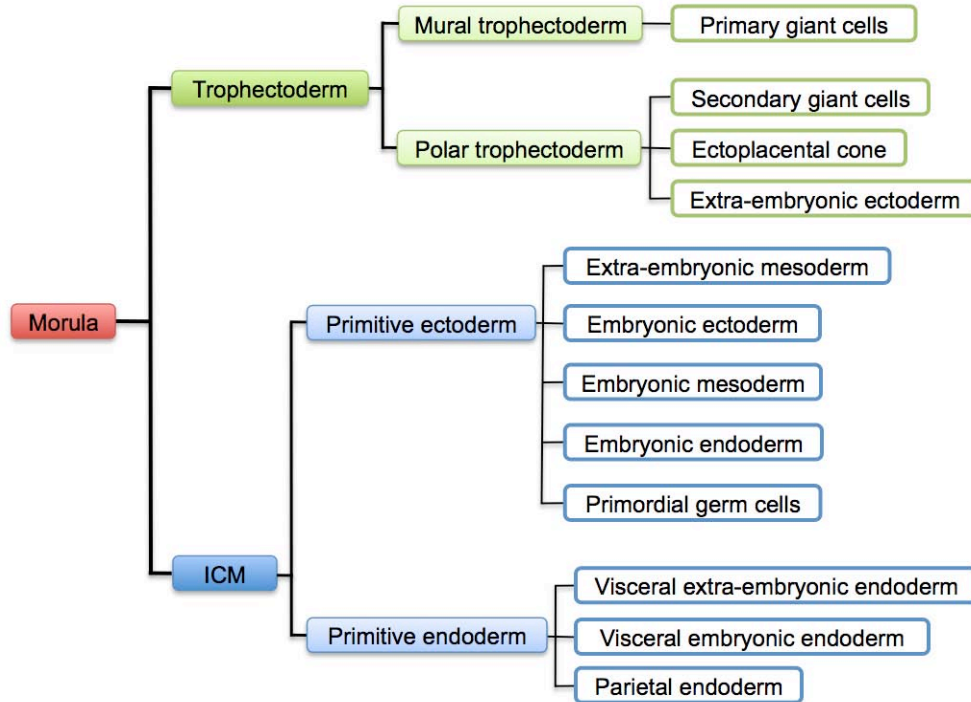 Mural trophectoderm
Primary giant cells
Trophectoderm
Secondary giant cells
Polar trophectoderm
Ectoplacental cone
Extra-embryonic ectoderm
Extra-embryonic mesoderm
Morula
Primitive ectoderm
Embryonic ectoderm
Embryonic mesoderm
Embryonic endoderm
Primordial germ cells
ICM
Visceral extra-embryonic endoderm
Primitive endoderm
Visceral embryonic endoderm
Parietal endoderm